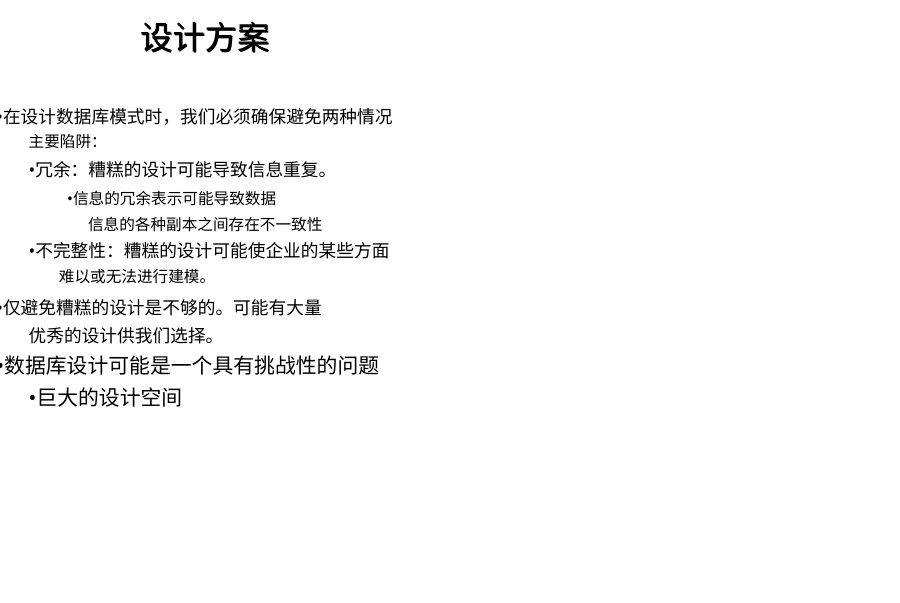 设计方案
•在设计数据库模式时，我们必须确保避免两种情况
主要陷阱：
•冗余：糟糕的设计可能导致信息重复。
•信息的冗余表示可能导致数据
信息的各种副本之间存在不一致性
•不完整性：糟糕的设计可能使企业的某些方面
难以或无法进行建模。
•仅避免糟糕的设计是不够的。可能有大量
优秀的设计供我们选择。
•数据库设计可能是一个具有挑战性的问题
•巨大的设计空间